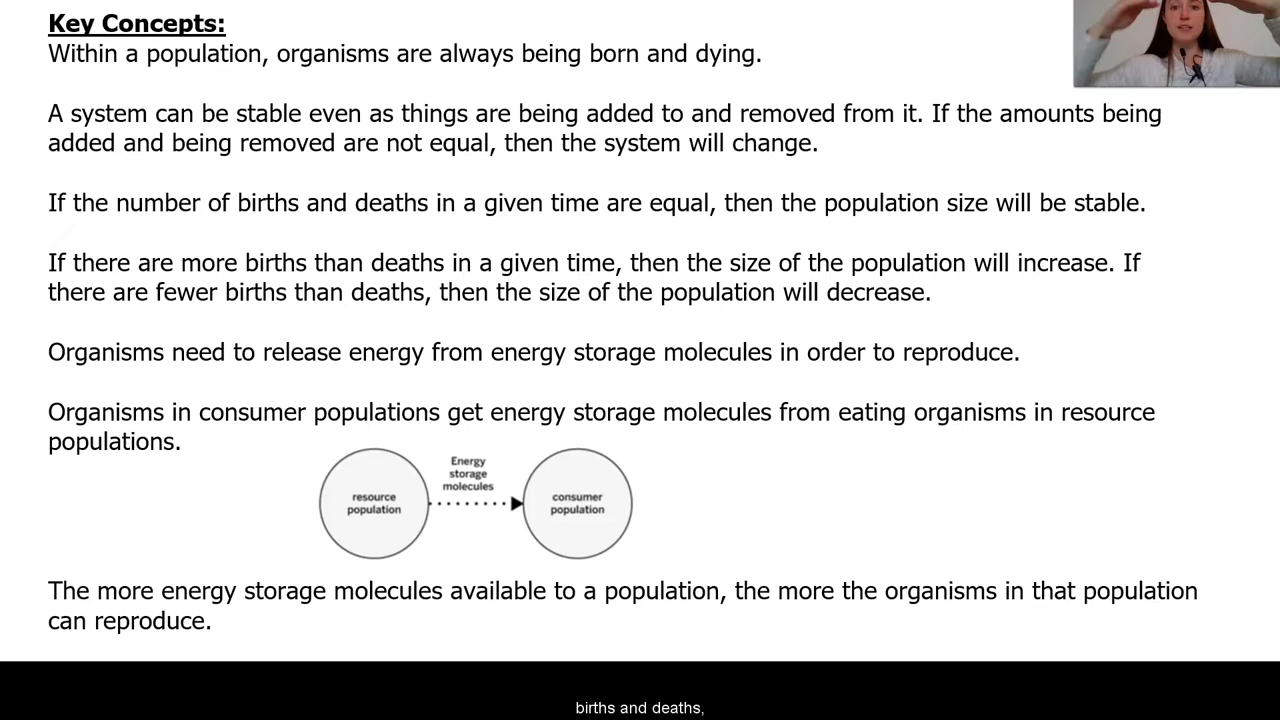 Key Concepts:
Within a population, organisms are always being born and dying.
A system can be stable even as things are being added to and removed from it. If the amounts being
added and being removed are not equal, then the system will change.
If the number of births and deaths in a given time are equal, then the population size will be stable.
If there are more births than deaths in a given time, then the size of the population will increase. If
there are fewer births than deaths, then the size of the population will decrease.
Organisms need to release energy from energy storage molecules in order to reproduce.
Organisms in consumer populations get energy storage molecules from eating organisms in resource
populations.
Energy
storage
molecules
resource
population
consumer
population
The more energy storage molecules available to a population, the more the organisms in that population
can reproduce.
births and deaths,